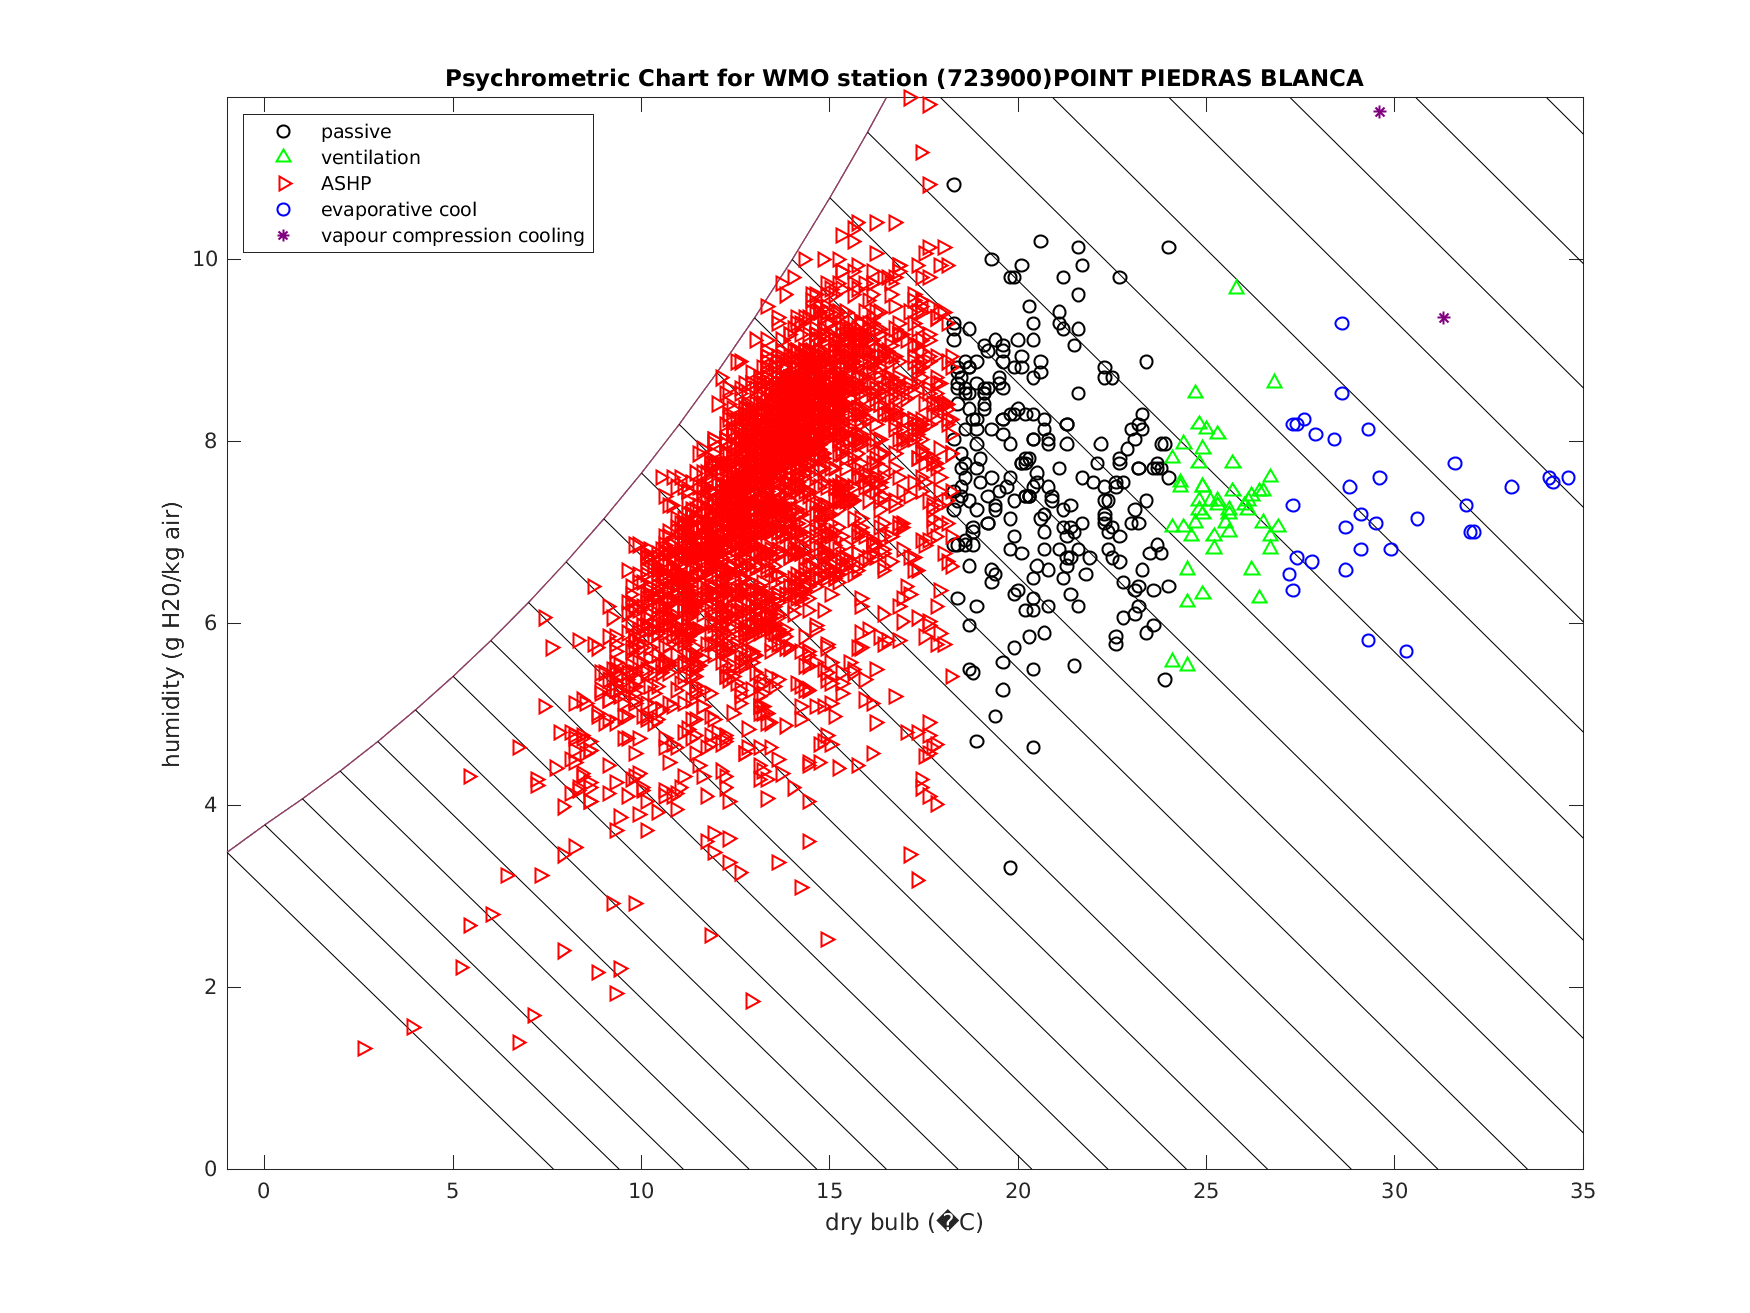 Psychrometric Chart for WMO station (723900)POINT PIEDRAS BLANCA
passive
ventilation
ASHP
evaporative cool
vapour compression cooling
humidity (g H20/kg air)
10
8
6
4
2
0
0 5 10 15 20 25 30 35
dry bulb (�C)